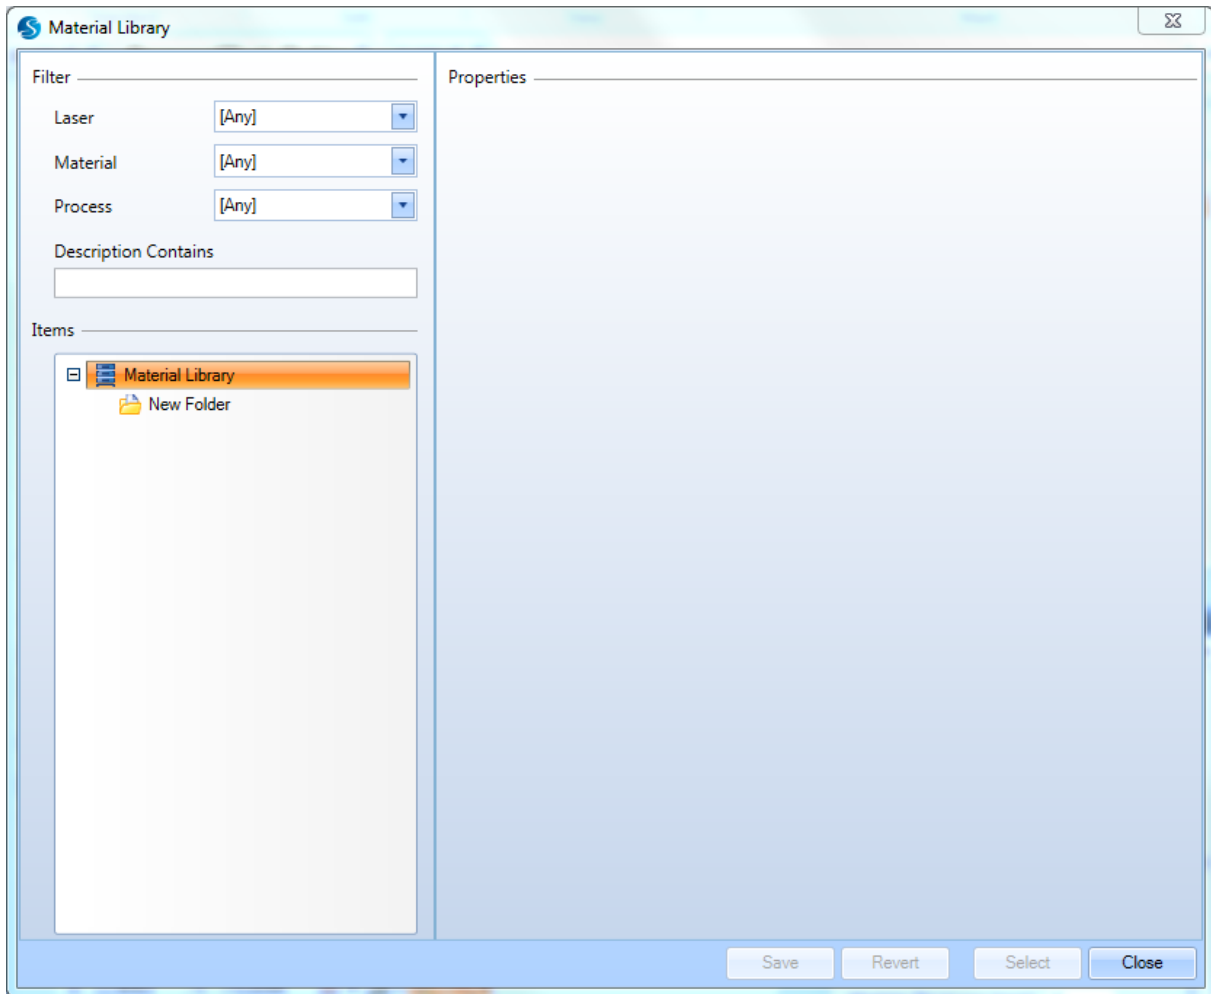 Material Library
Filter
Laser [Any]
Material [Any]
Process [Any]
Description Contains
Items
Material Library
New Folder
Properties
Save Revert Select Close